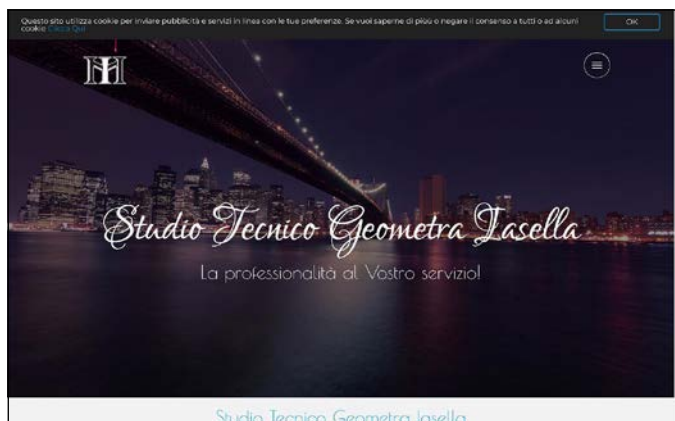 Questo sito utilizza cookie per inviare pubblicità e servizi in linea con le tue preferenze. Se vuoi saperne di più o negare il consenso a tutti o ad alcuni
cookie Clicca Qui
OK
Studio Tecnico Geometra Iasella
La professionalità al Vostro servizio!
Studio Tecnico Geometra Iasella